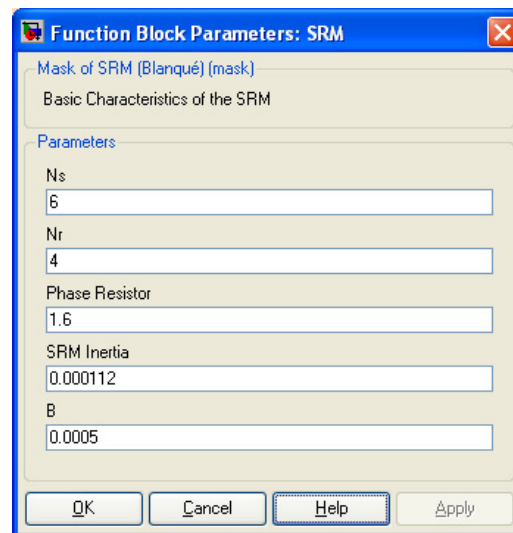 Function Block Parameters: SRM
Mask of SRM (Blanqué) (mask)
Basic Characteristics of the SRM
Parameters
Ns
6
Nr
4
Phase Resistor
1.6
SRM Inertia
0.000112
B
0.0005
OK Cancel Help Apply